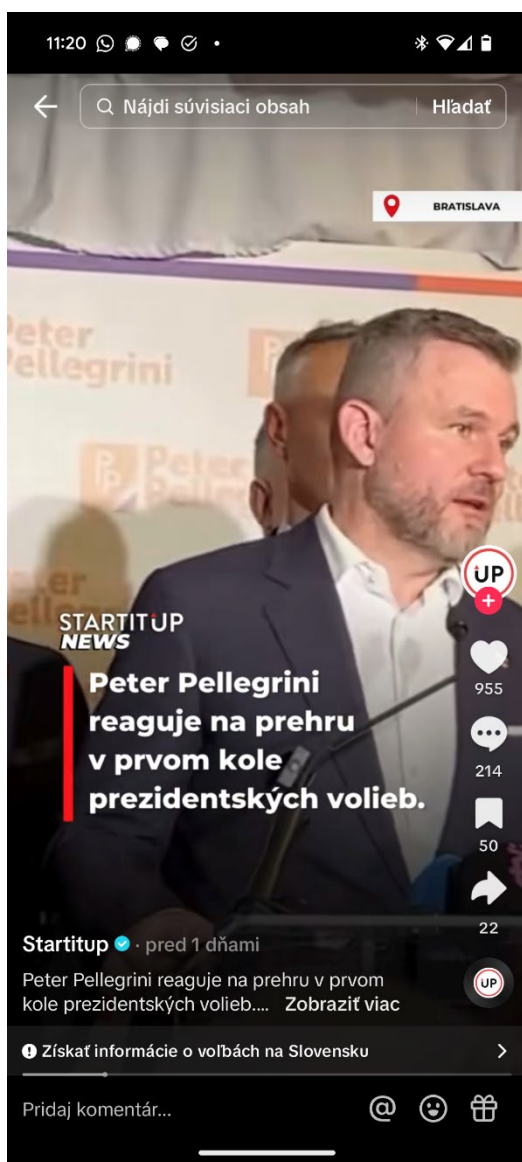 11:20
Nájdi súvisiaci obsah
Hľadať
BRATISLAVA
Peter
Pellegrini
Peter
STARTITUP
NEWS
Peter Pellegrini
reaguje na prehru
v prvom kole
prezidentských volieb.
UP
955
214
50
22
Startitup · pred 1 dňami
Peter Pellegrini reaguje na prehru v prvom
kole prezidentských volieb.... Zobraziť viac
UP
Získať informácie o voľbách na Slovensku
Pridaj komentár...